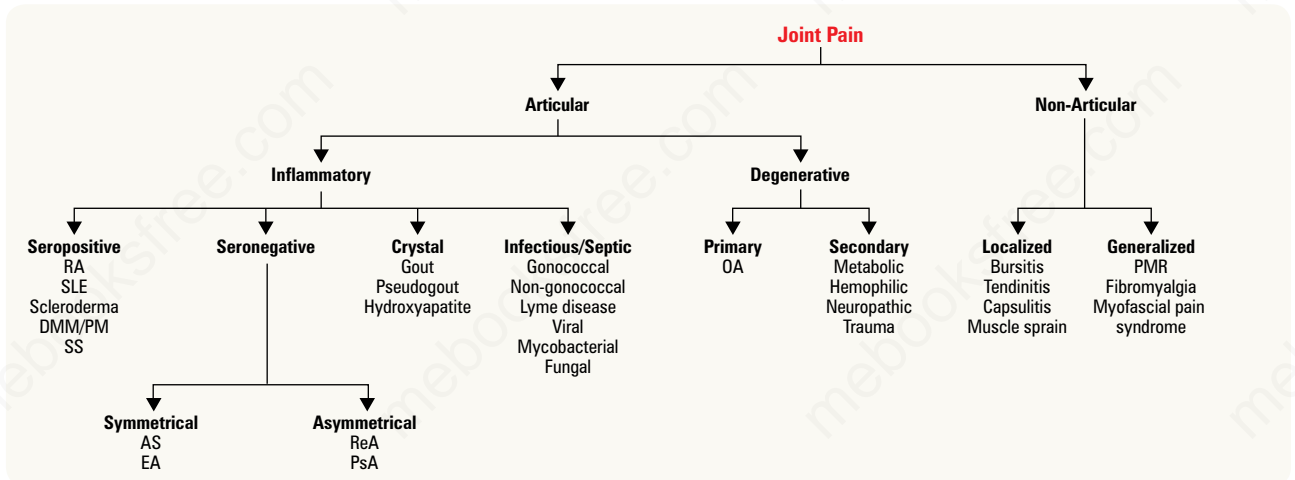 Joint Pain
Articular
Non-Articular
Inflammatory
Degenerative
Seropositive
RA
SLE
Scleroderma
DMM/PM
SS
Seronegative
Crystal
Gout
Pseudogout
Hydroxyapatite
Infectious/Septic
Gonococcal
Non-gonococcal
Lyme disease
Viral
Mycobacterial
Fungal
Primary
OA
Secondary
Metabolic
Hemophilic
Neuropathic
Trauma
Localized
Bursitis
Tendinitis
Capsulitis
Muscle sprain
Generalized
PMR
Fibromyalgia
Myofascial pain
syndrome
Symmetrical
AS
EA
Asymmetrical
ReA
PsA
mebooksfree.com